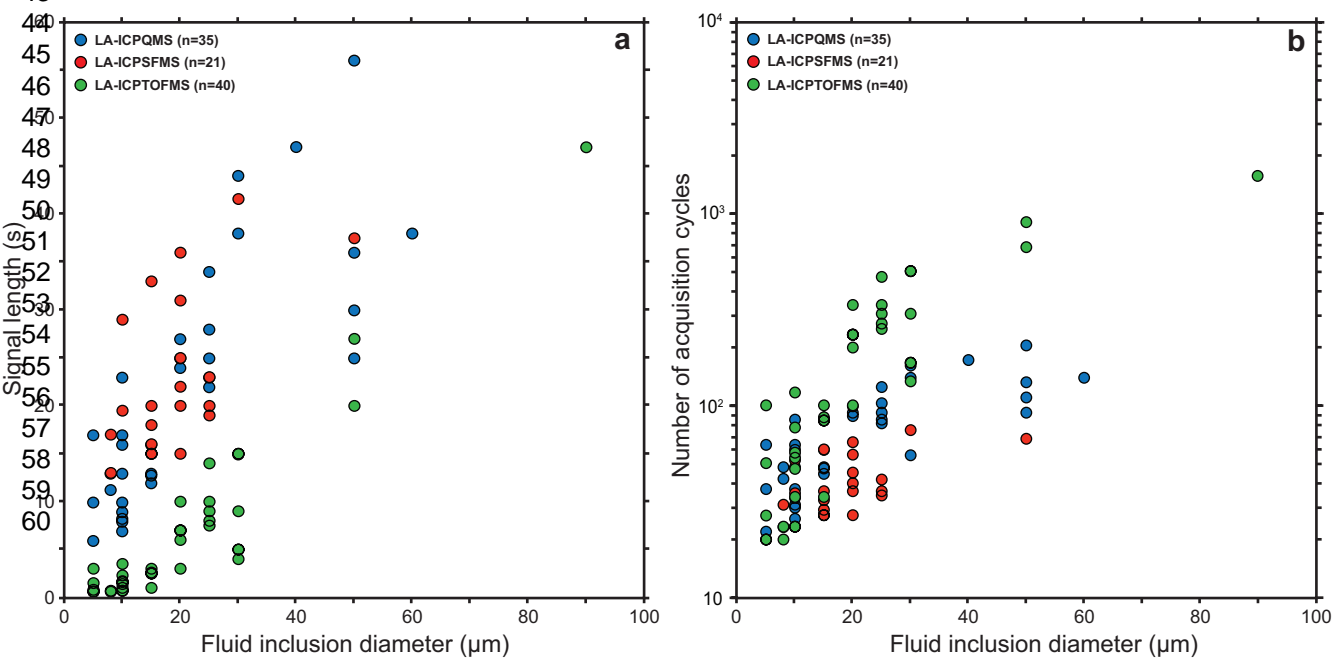 44
45
46
47
48
49
50
51
52
53
54
55
56
57
58
59
60
60
50
40
30
20
10
0
Signal length (s)
LA-ICPQMS (n=35)
LA-ICPSFMS (n=21)
LA-ICPTOFMS (n=40)
a
0 20 40 60 80 100
Fluid inclusion diameter (µm)
10⁴
10³
10²
10
Number of acquisition cycles
LA-ICPQMS (n=35)
LA-ICPSFMS (n=21)
LA-ICPTOFMS (n=40)
b
0 20 40 60 80 100
Fluid inclusion diameter (µm)